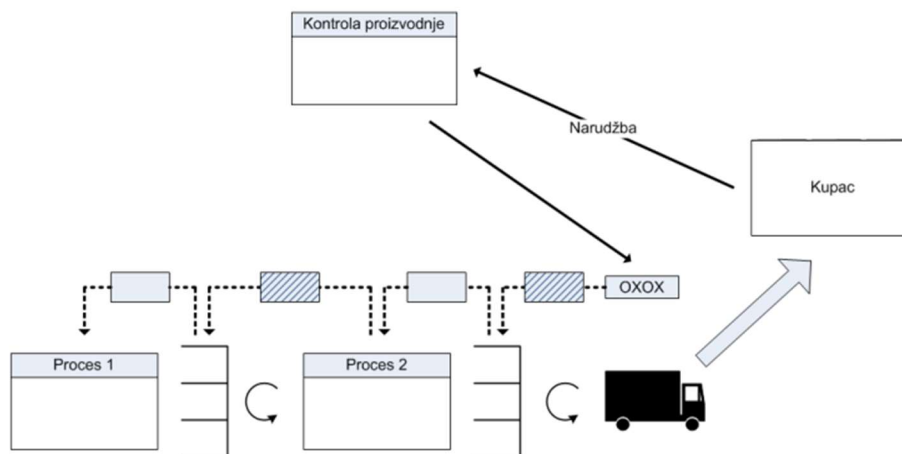 Kontrola proizvodnje
Narudžba
Kupac
OXOX
Proces 1
Proces 2